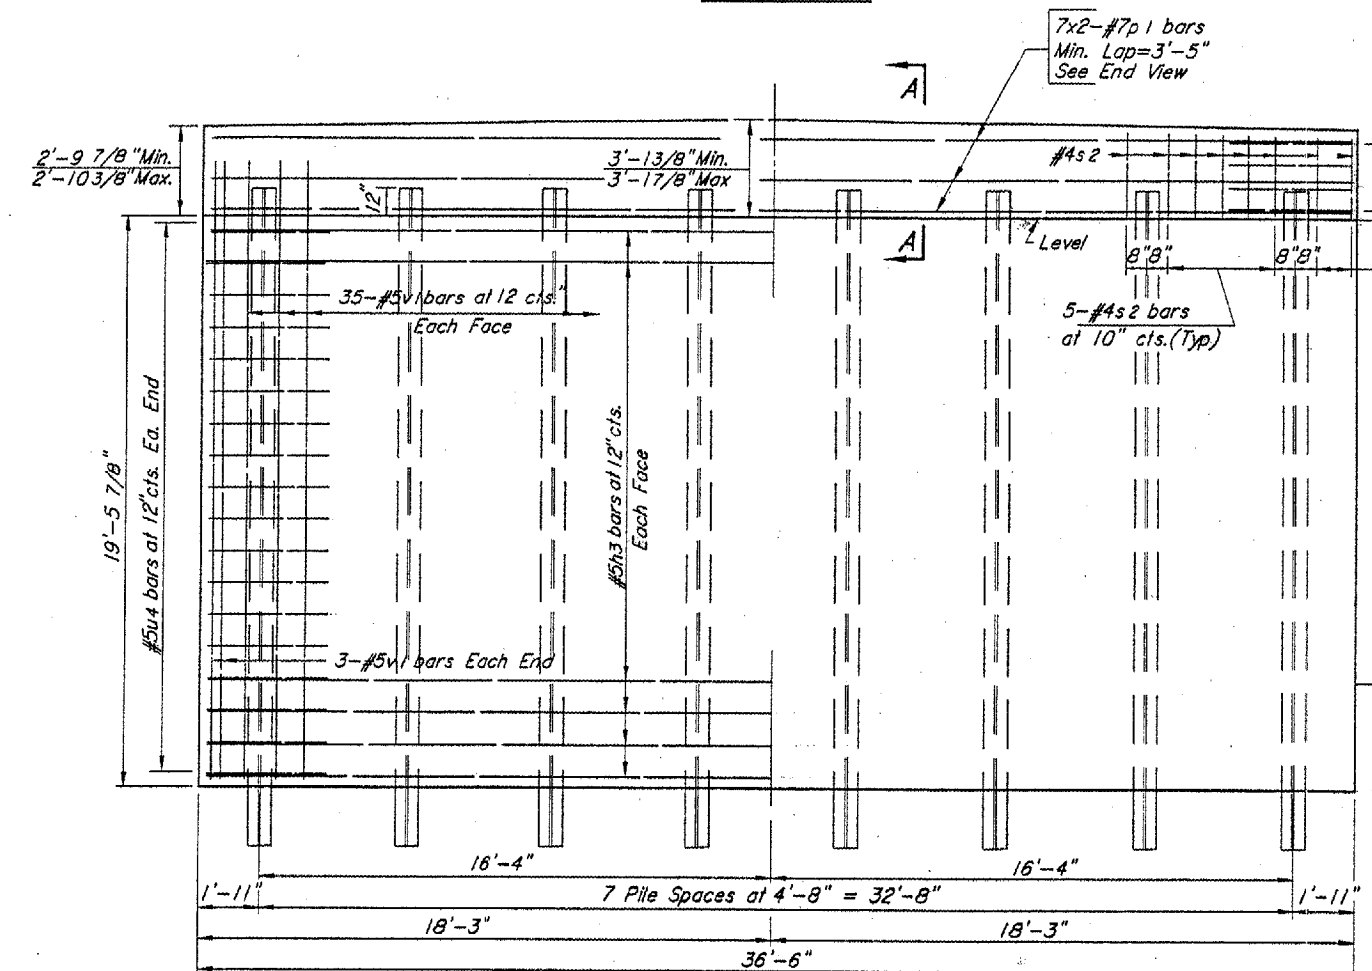 7x2-#7p1 bars
Min. Lap=3'-5"
See End View
A
2'-9 7/8" Min.
2'-10 3/8" Max.
3'-1 3/8" Min.
3'-1 7/8" Max
#4s2
12"
A
Level
8" 8"
8" 8"
35-#5v1 bars at 12 cts."
Each Face
5-#4s2 bars
at 10" cts.(Typ)
19'-5 7/8"
#5u4 bars at 12"cts. Ea. End
#5h3 bars at 12"cts.
Each Face
3-#5v1 bars Each End
16'-4"
16'-4"
1'-11"
7 Pile Spaces at 4'-8" = 32'-8"
1'-11"
18'-3"
18'-3"
36'-6"